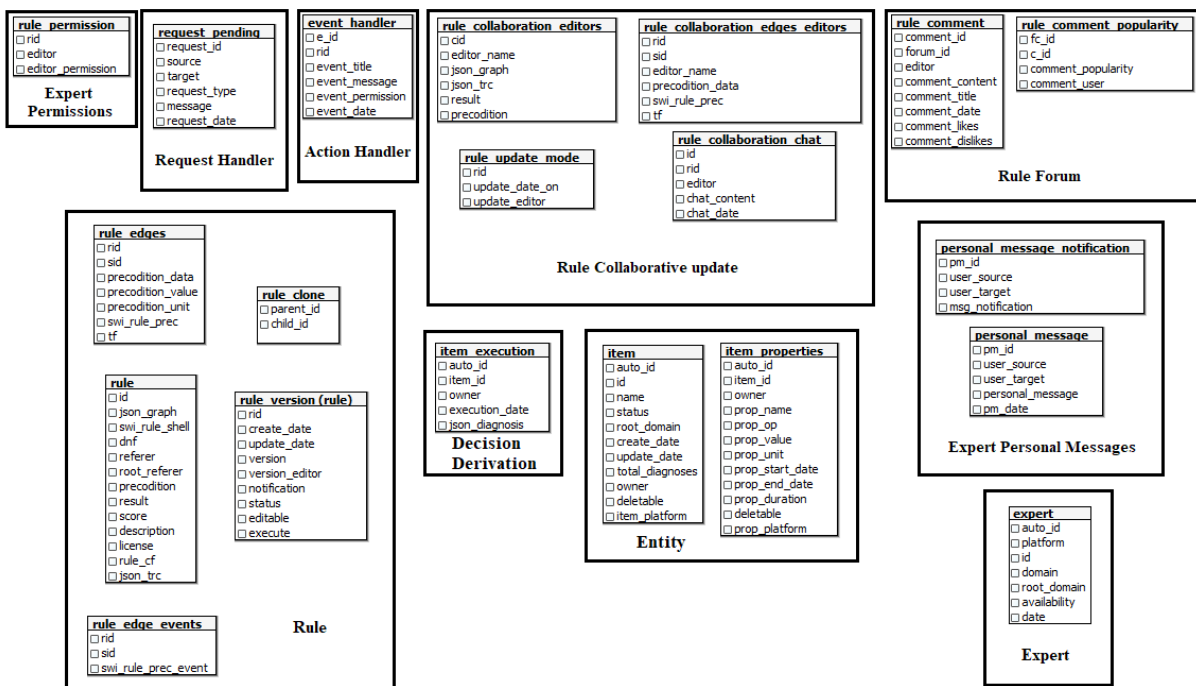 rule_permission
rid
editor
editor_permission
Expert
Permissions
request_pending
request_id
source
target
request_type
message
request_date
Request Handler
event_handler
e_id
rid
event_title
event_message
event_permission
event_date
Action Handler
rule_collaboration_editors
cid
editor_name
json_graph
json_trc
result
precodition
rule_collaboration_edges_editors
rid
sid
editor_name
precodition_data
swi_rule_prec
tf
rule_update_mode
rid
update_date_on
update_editor
rule_collaboration_chat
id
rid
editor
chat_content
chat_date
Rule Collaborative update
rule_comment
comment_id
forum_id
editor
comment_content
comment_title
comment_date
comment_likes
comment_dislikes
rule_comment_popularity
fc_id
c_id
comment_popularity
comment_user
Rule Forum
rule_edges
rid
sid
precodition_data
precodition_value
precodition_unit
swi_rule_prec
tf
rule_clone
parent_id
child_id
rule
id
json_graph
swi_rule_shell
dnf
referer
root_referer
precodition
result
score
description
license
rule_cf
json_trc
rule_version (rule)
rid
create_date
update_date
version
version_editor
notification
status
editable
execute
rule_edge_events
rid
sid
swi_rule_prec_event
Rule
item_execution
auto_id
item_id
owner
execution_date
json_diagnosis
Decision
Derivation
item
auto_id
id
name
status
root_domain
create_date
update_date
total_diagnoses
owner
deletable
item_platform
item_properties
auto_id
item_id
owner
prop_name
prop_op
prop_value
prop_unit
prop_start_date
prop_end_date
prop_duration
deletable
prop_platform
Entity
personal_message_notification
pm_id
user_source
user_target
msg_notification
personal_message
pm_id
user_source
user_target
personal_message
pm_date
Expert Personal Messages
expert
auto_id
platform
id
domain
root_domain
availability
date
Expert